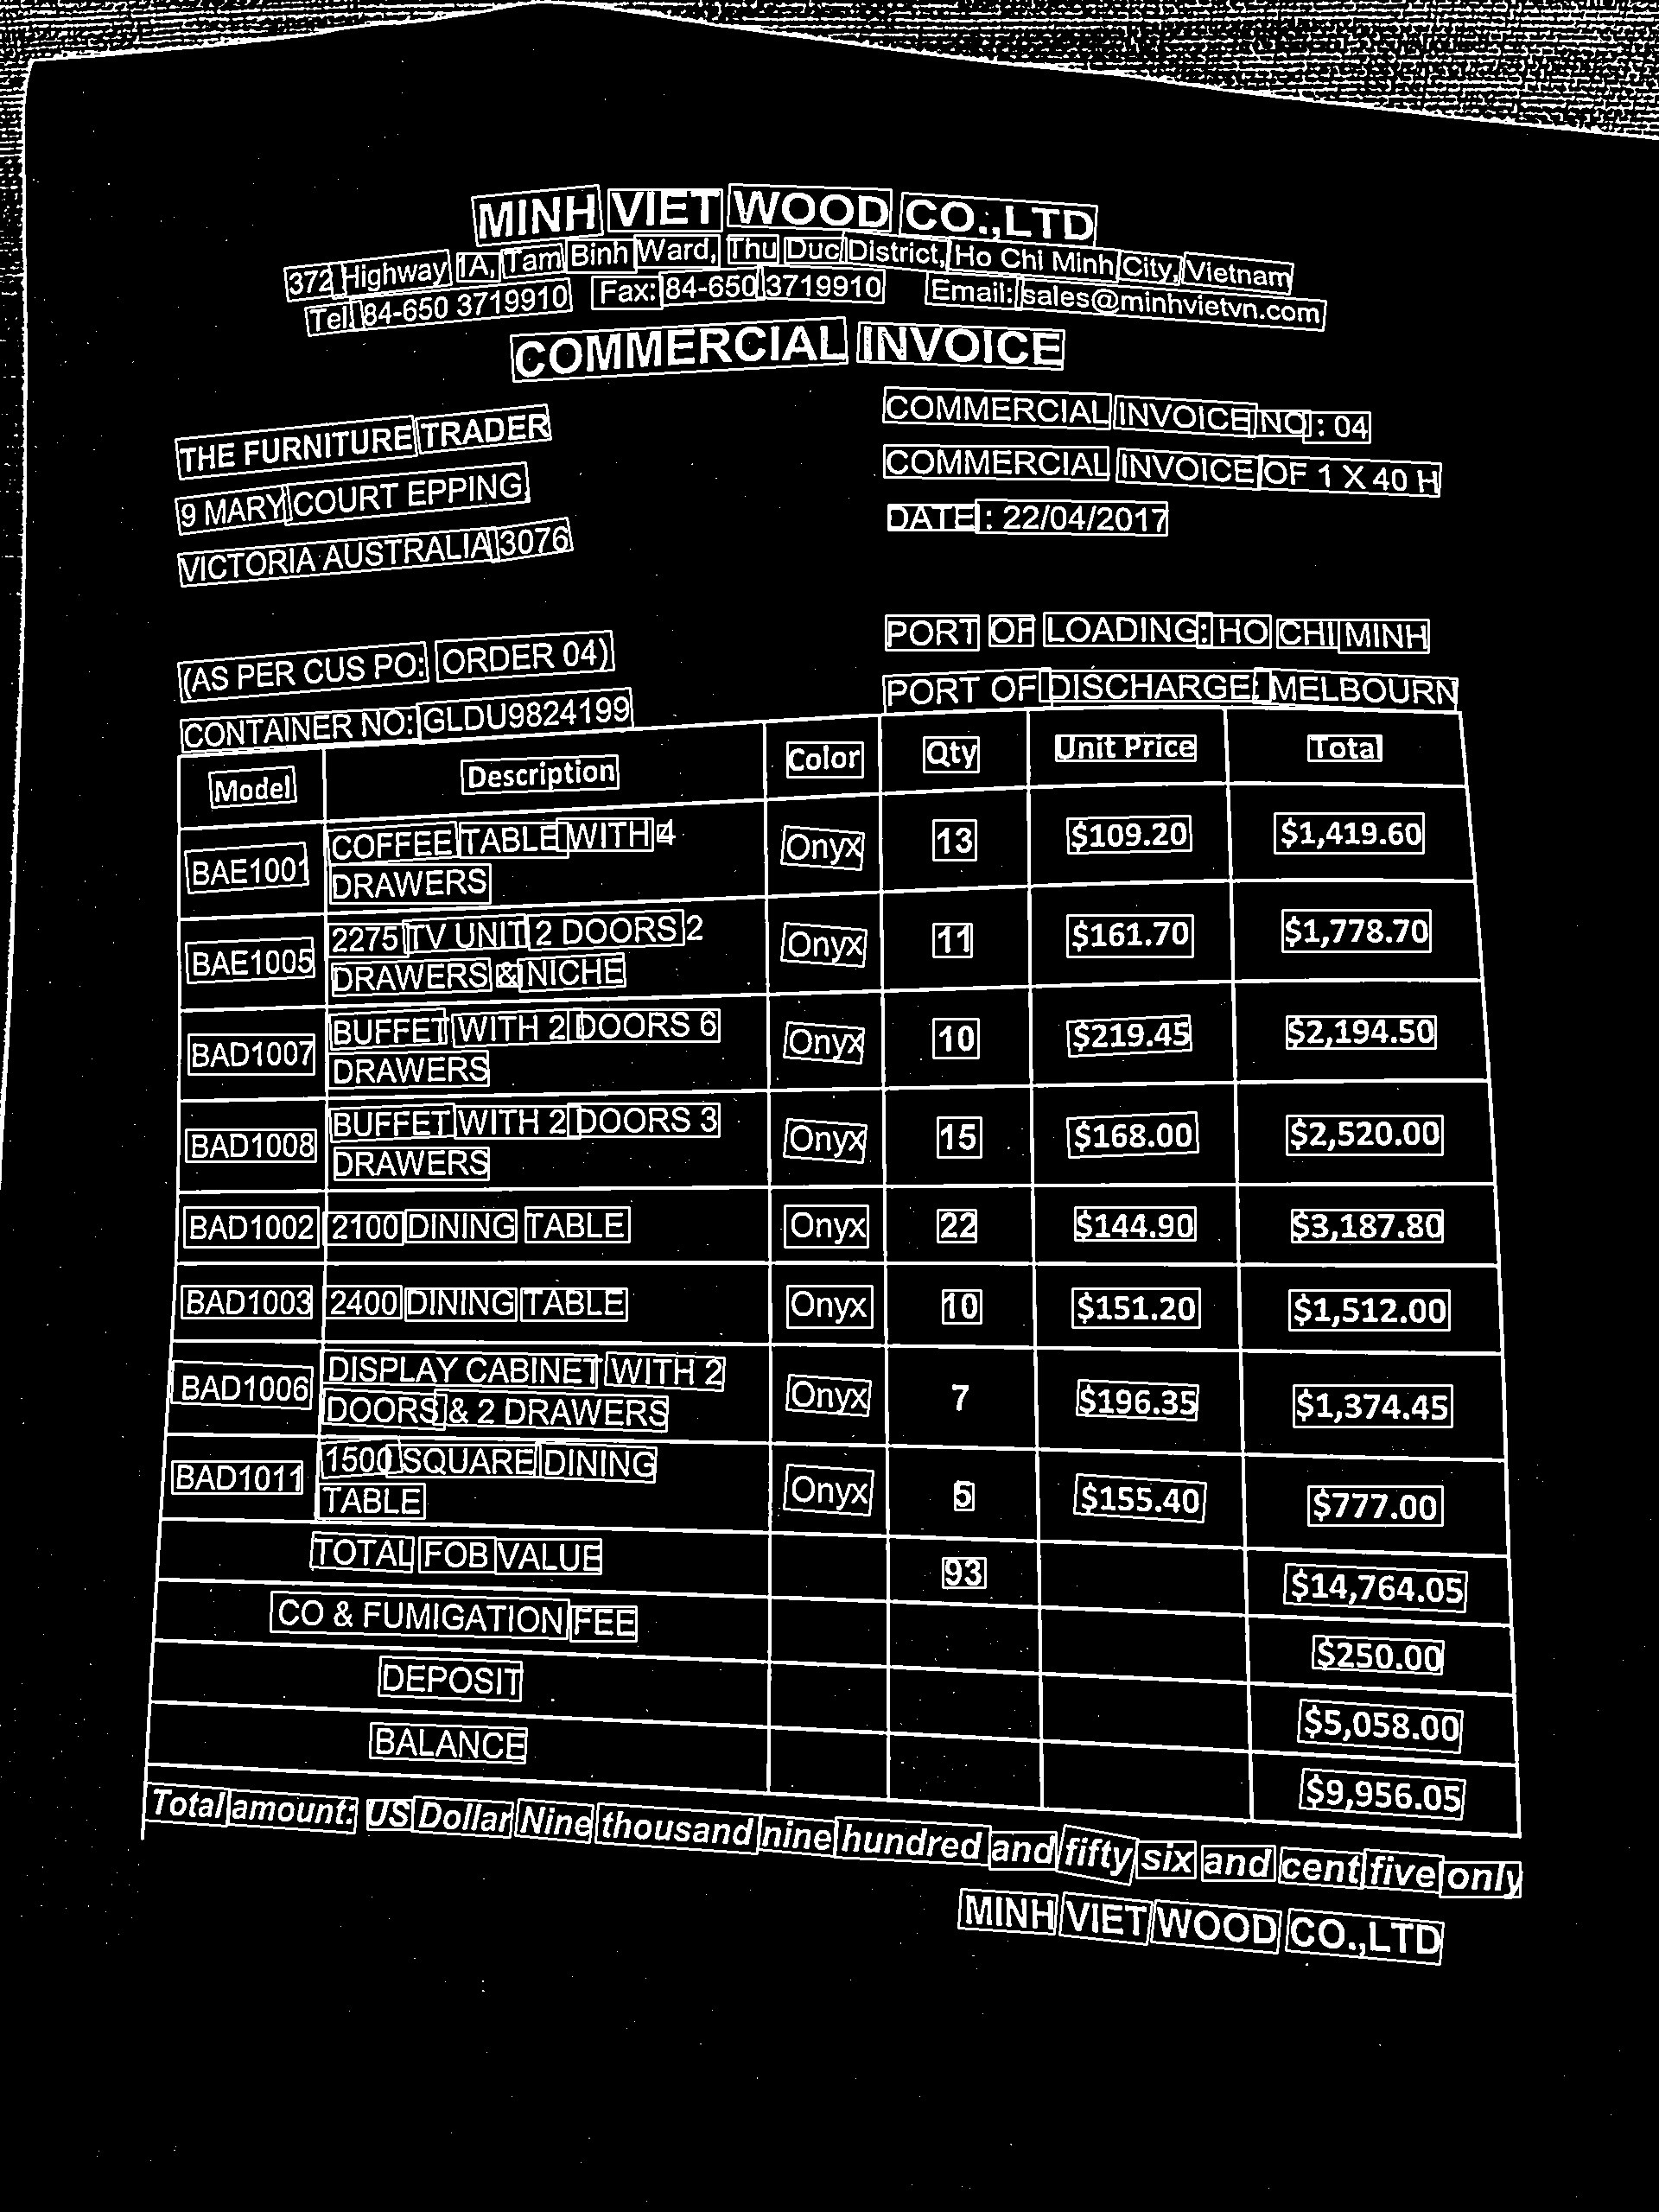 MINH VIET WOOD CO.,LTD
372 Highway IA, Tam Binh Ward, Thu Duc District, Ho Chi Minh City, Vietnam
Tel: 84-650 3719910 Fax: 84-650 3719910 Email: sales@minhvietvn.com
COMMERCIAL INVOICE
THE FURNITURE TRADER
9 MARY COURT EPPING
VICTORIA AUSTRALIA 3076
COMMERCIAL INVOICE NO : 04
COMMERCIAL INVOICE OF 1 X 40 H
DATE : 22/04/2017
(AS PER CUS PO: ORDER 04)
CONTAINER NO: GLDU9824199
PORT OF LOADING: HO CHI MINH
PORT OF DISCHARGE: MELBOURN
Model Description Color Qty Unit Price Total
BAE1001 COFFEE TABLE WITH 4 DRAWERS Onyx 13 $109.20 $1,419.60
BAE1005 2275 TV UNIT 2 DOORS 2 DRAWERS & NICHE Onyx 11 $161.70 $1,778.70
BAD1007 BUFFET WITH 2 DOORS 6 DRAWERS Onyx 10 $219.45 $2,194.50
BAD1008 BUFFET WITH 2 DOORS 3 DRAWERS Onyx 15 $168.00 $2,520.00
BAD1002 2100 DINING TABLE Onyx 22 $144.90 $3,187.80
BAD1003 2400 DINING TABLE Onyx 10 $151.20 $1,512.00
BAD1006 DISPLAY CABINET WITH 2 DOORS & 2 DRAWERS Onyx 7 $196.35 $1,374.45
BAD1011 1500 SQUARE DINING TABLE Onyx 5 $155.40 $777.00
TOTAL FOB VALUE 93 $14,764.05
CO & FUMIGATION FEE $250.00
DEPOSIT $5,058.00
BALANCE $9,956.05
Total amount: US Dollar Nine thousand nine hundred and fifty six and cent five only
MINH VIET WOOD CO.,LTD